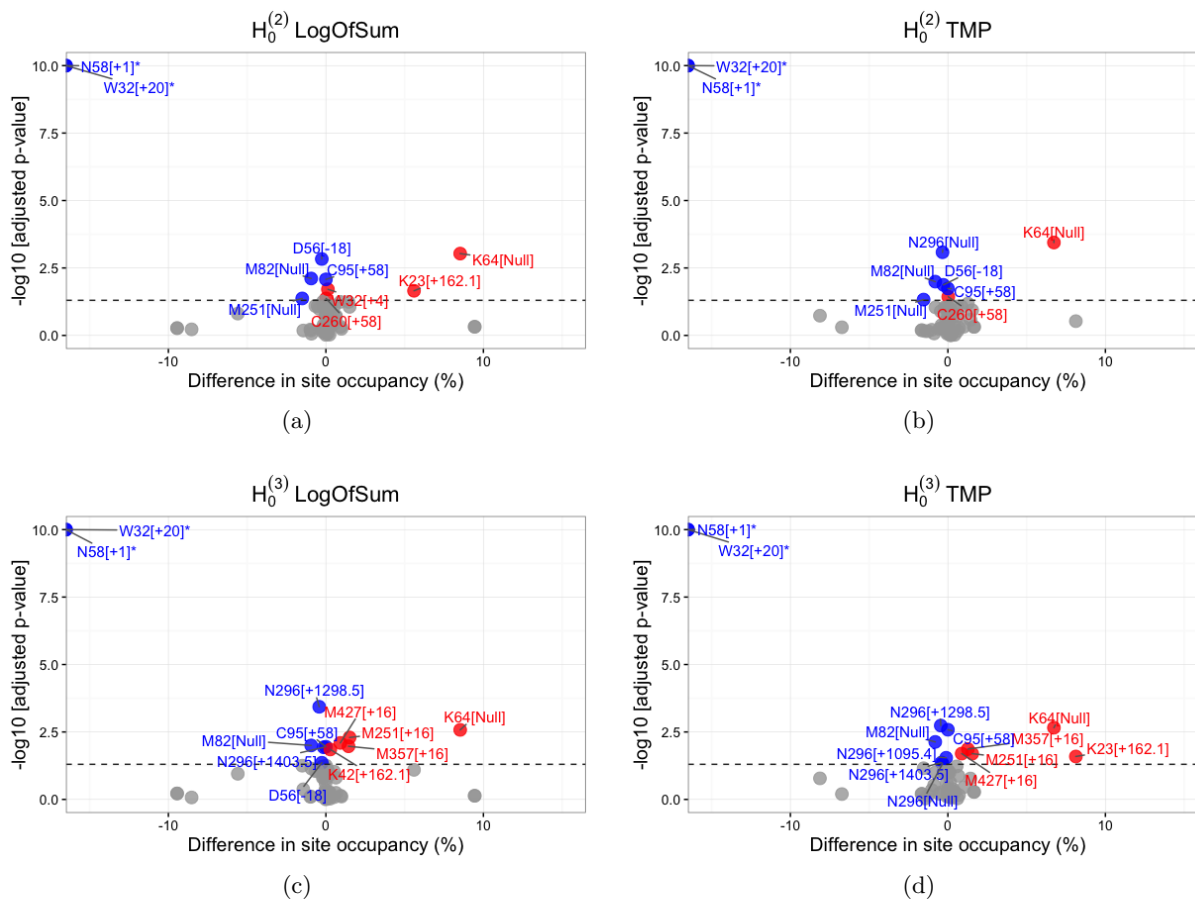 H₀⁽²⁾ LogOfSum
-log10 [adjusted p-value]
10.0
7.5
5.0
2.5
0.0
N58[+1]*
W32[+20]*
D56[-18]
M82[Null]
C95[+58]
K64[Null]
K23[+162.1]
M251[Null]
W32[+4]
C260[+58]
-10
0
10
Difference in site occupancy (%)
(a)
H₀⁽²⁾ TMP
-log10 [adjusted p-value]
10.0
7.5
5.0
2.5
0.0
W32[+20]*
N58[+1]*
N296[Null]
K64[Null]
M82[Null]
D56[-18]
C95[+58]
M251[Null]
C260[+58]
-10
0
10
Difference in site occupancy (%)
(b)
H₀⁽³⁾ LogOfSum
-log10 [adjusted p-value]
10.0
7.5
5.0
2.5
0.0
W32[+20]*
N58[+1]*
N296[+1298.5]
M427[+16]
K64[Null]
C95[+58]
M251[+16]
M82[Null]
M357[+16]
N296[+1403.5]
K42[+162.1]
D56[-18]
-10
0
10
Difference in site occupancy (%)
(c)
H₀⁽³⁾ TMP
-log10 [adjusted p-value]
10.0
7.5
5.0
2.5
0.0
N58[+1]*
W32[+20]*
N296[+1298.5]
K64[Null]
M82[Null]
C95[+58]
M357[+16]
K23[+162.1]
N296[+1095.4]
M251[+16]
N296[+1403.5]
M427[+16]
N296[Null]
-10
0
10
Difference in site occupancy (%)
(d)